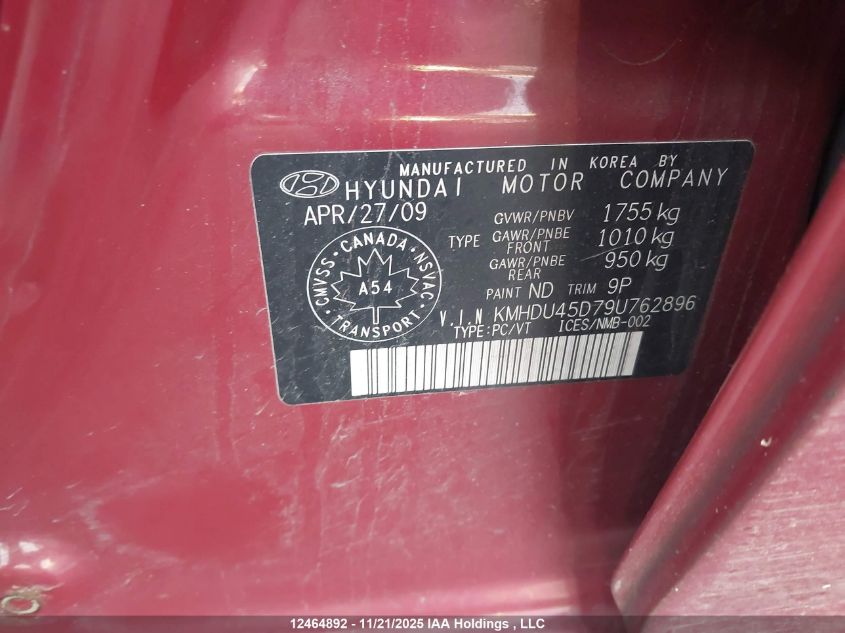 MANUFACTURED IN KOREA BY
HYUNDAI MOTOR COMPANY
APR/27/09
GVWR/PNBV 1755 kg
TYPE GAWR/PNBE FRONT 1010 kg
GAWR/PNBE REAR 950 kg
PAINT ND TRIM 9P
V.I.N KMHDU45D79U762896
TYPE:PC/VT ICES/NMB-002
CMVSS · CANADA · NSVAC
A54
TRANSPORT
12464892 - 11/21/2025 IAA Holdings , LLC